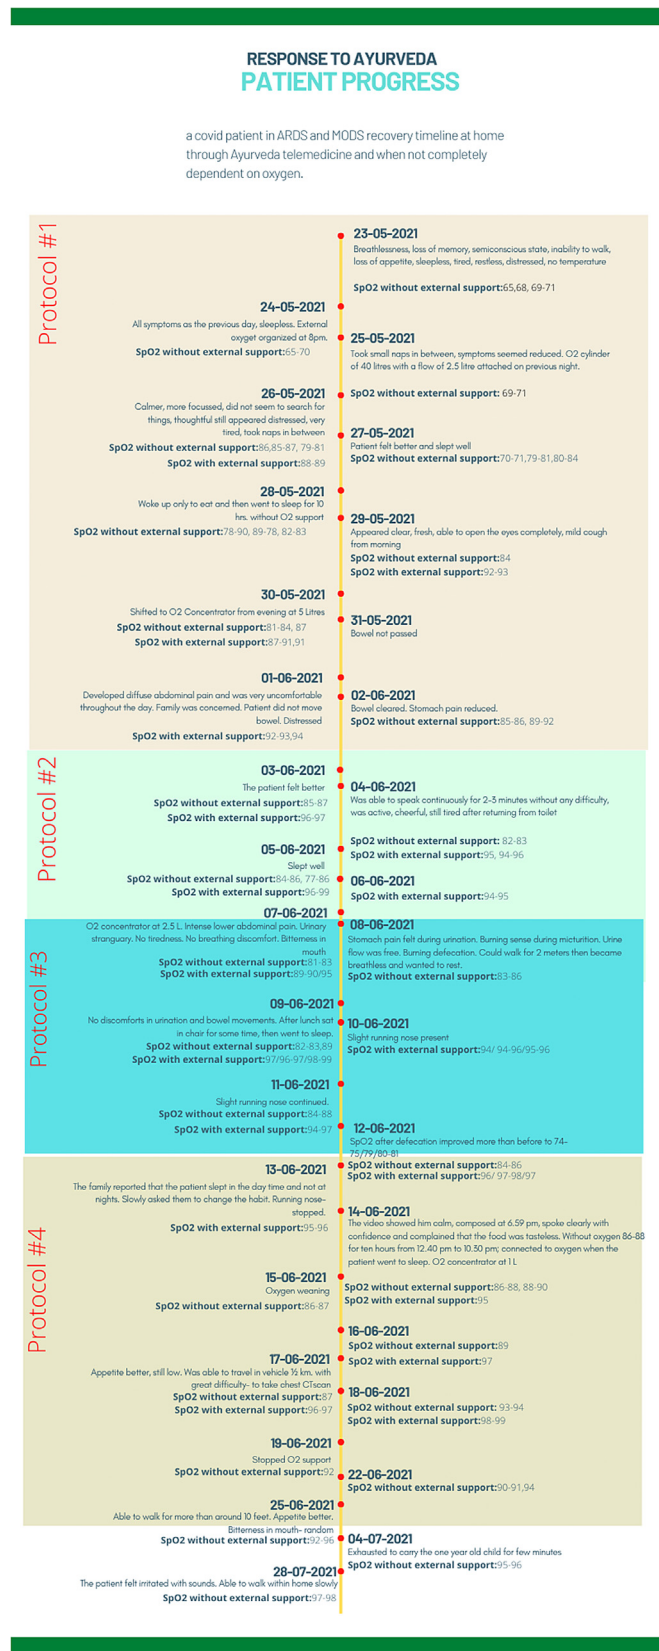 RESPONSE TO AYURVEDA
PATIENT PROGRESS
a covid patient in ARDS and MODS recovery timeline at home
through Ayurveda telemedicine and when not completely
dependent on oxygen.
Protocol #1
23-05-2021
Breathlessness, loss of memory, semiconscious state, inability to walk,
loss of appetite, sleepless, tired, restless, distressed, no temperature
SpO2 without external support:65,68, 69-71
24-05-2021
All symptoms as the previous day, sleepless. External
oxyget organized at 8pm.
SpO2 without external support:65-70
25-05-2021
Took small naps in between, symptoms seemed reduced. O2 cylinder
of 40 litres with a flow of 2.5 litre attached on previous night.
SpO2 without external support: 69-71
26-05-2021
Calmer, more focussed, did not seem to search for
things, thoughtful still appeared distressed, very
tired, took naps in between
SpO2 without external support:86,85-87, 79-81
SpO2 with external support:88-89
27-05-2021
Patient felt better and slept well
SpO2 without external support:70-71,79-81,80-84
28-05-2021
Woke up only to eat and then went to sleep for 10
hrs. without O2 support
SpO2 without external support:78-90, 89-78, 82-83
29-05-2021
Appeared clear, fresh, able to open the eyes completely, mild cough
from morning
SpO2 without external support:84
SpO2 with external support:92-93
30-05-2021
Shifted to O2 Concentrator from evening at 5 Litres
SpO2 without external support:81-84, 87
SpO2 with external support:87-91,91
31-05-2021
Bowel not passed
01-06-2021
Developed diffuse abdominal pain and was very uncomfortable
throughout the day. Family was concerned. Patient did not move
bowel. Distressed
SpO2 with external support:92-93,94
02-06-2021
Bowel cleared. Stomach pain reduced.
SpO2 without external support:85-86, 89-92
Protocol #2
03-06-2021
The patient felt better
SpO2 without external support:85-87
SpO2 with external support:96-97
04-06-2021
Was able to speak continuously for 2-3 minutes without any difficulty,
was active, cheerful, still tired after returning from toilet
SpO2 without external support: 82-83
SpO2 with external support:95, 94-96
05-06-2021
Slept well
SpO2 without external support:84-86, 77-86
SpO2 with external support:96-99
06-06-2021
SpO2 with external support:94-95
07-06-2021
O2 concentrator at 2.5 L. Intense lower abdominal pain. Urinary
stranguary. No tiredness. No breathing discomfort. Bitterness in
mouth
SpO2 without external support:81-83
SpO2 with external support:89-90/95
Protocol #3
08-06-2021
Stomach pain felt during urination. Burning sense during micturition. Urine
flow was free. Burning defecation. Could walk for 2 meters then became
breathless and wanted to rest.
SpO2 without external support:83-86
09-06-2021
No discomforts in urination and bowel movements. After lunch sat
in chair for some time, then went to sleep.
SpO2 without external support:82-83,89
SpO2 with external support:97/96-97/98-99
10-06-2021
Slight running nose present
SpO2 with external support:94/ 94-96/95-96
11-06-2021
Slight running nose continued.
SpO2 without external support:84-88
SpO2 with external support:94-97
12-06-2021
SpO2 after defecation improved more than before to 74-
75/79/80-81
SpO2 without external support:84-86
SpO2 with external support:96/ 97-98/97
Protocol #4
13-06-2021
The family reported that the patient slept in the day time and not at
nights. Slowly asked them to change the habit. Running nose-
stopped.
SpO2 with external support:95-96
14-06-2021
The video showed him calm, composed at 6.59 pm, spoke clearly with
confidence and complained that the food was tasteless. Without oxygen 86-88
for ten hours from 12.40 pm to 10.50 pm; connected to oxygen when the
patient went to sleep. O2 concentrator at 1 L
SpO2 without external support:86-88, 88-90
SpO2 with external support:95
15-06-2021
Oxygen weaning
SpO2 without external support:86-87
16-06-2021
SpO2 without external support:89
SpO2 with external support:97
17-06-2021
Appetite better, still low. Was able to travel in vehicle ½ km. with
great difficulty- to take chest CTscan
SpO2 without external support:87
SpO2 with external support:96-97
18-06-2021
SpO2 without external support: 93-94
SpO2 with external support:98-99
19-06-2021
Stopped O2 support
SpO2 without external support:92
22-06-2021
SpO2 without external support:90-91,94
25-06-2021
Able to walk for more than around 10 feet. Appetite better.
Bitterness in mouth- random
SpO2 without external support:92-96
04-07-2021
Exhausted to carry the one year old child for few minutes
SpO2 without external support:95-96
28-07-2021
The patient felt irritated with sounds. Able to walk within home slowly
SpO2 without external support:97-98